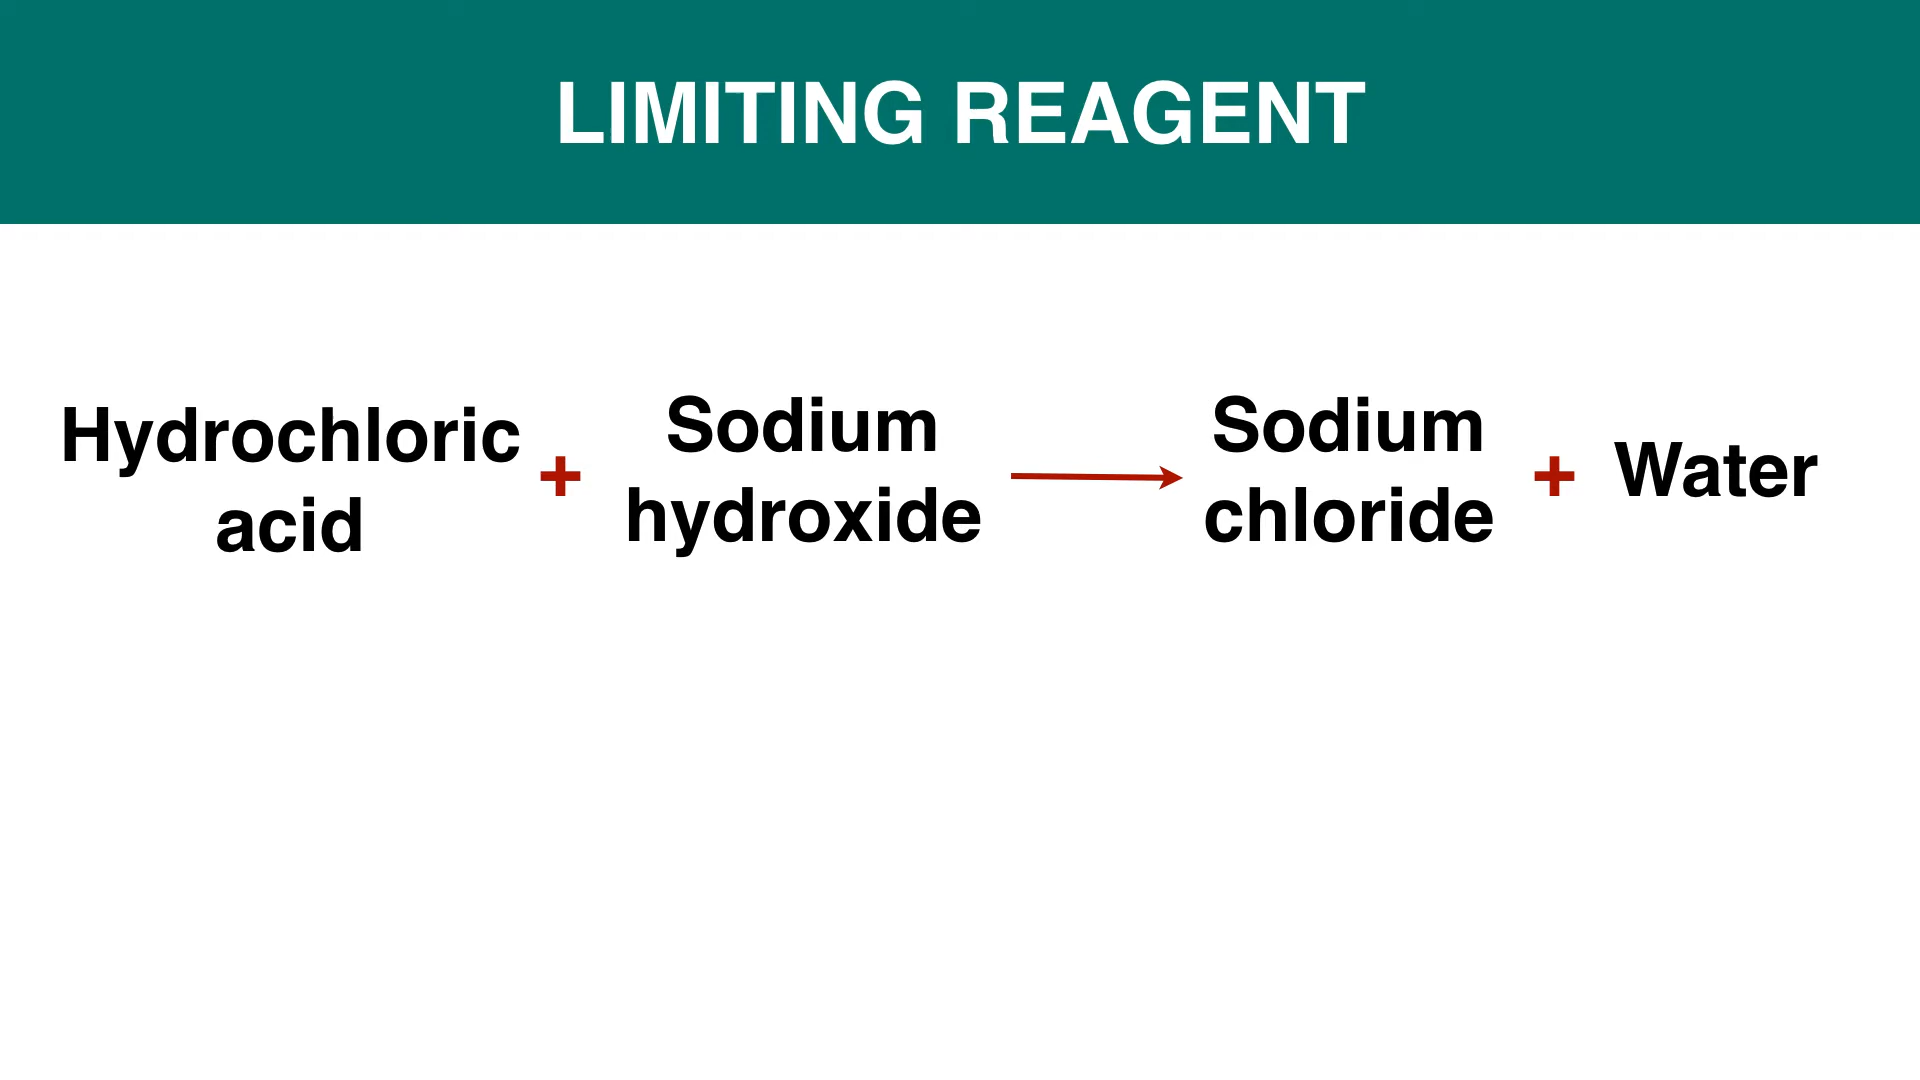 LIMITING REAGENT
Hydrochloric
acid
+
Sodium
hydroxide
Sodium
chloride
+
Water